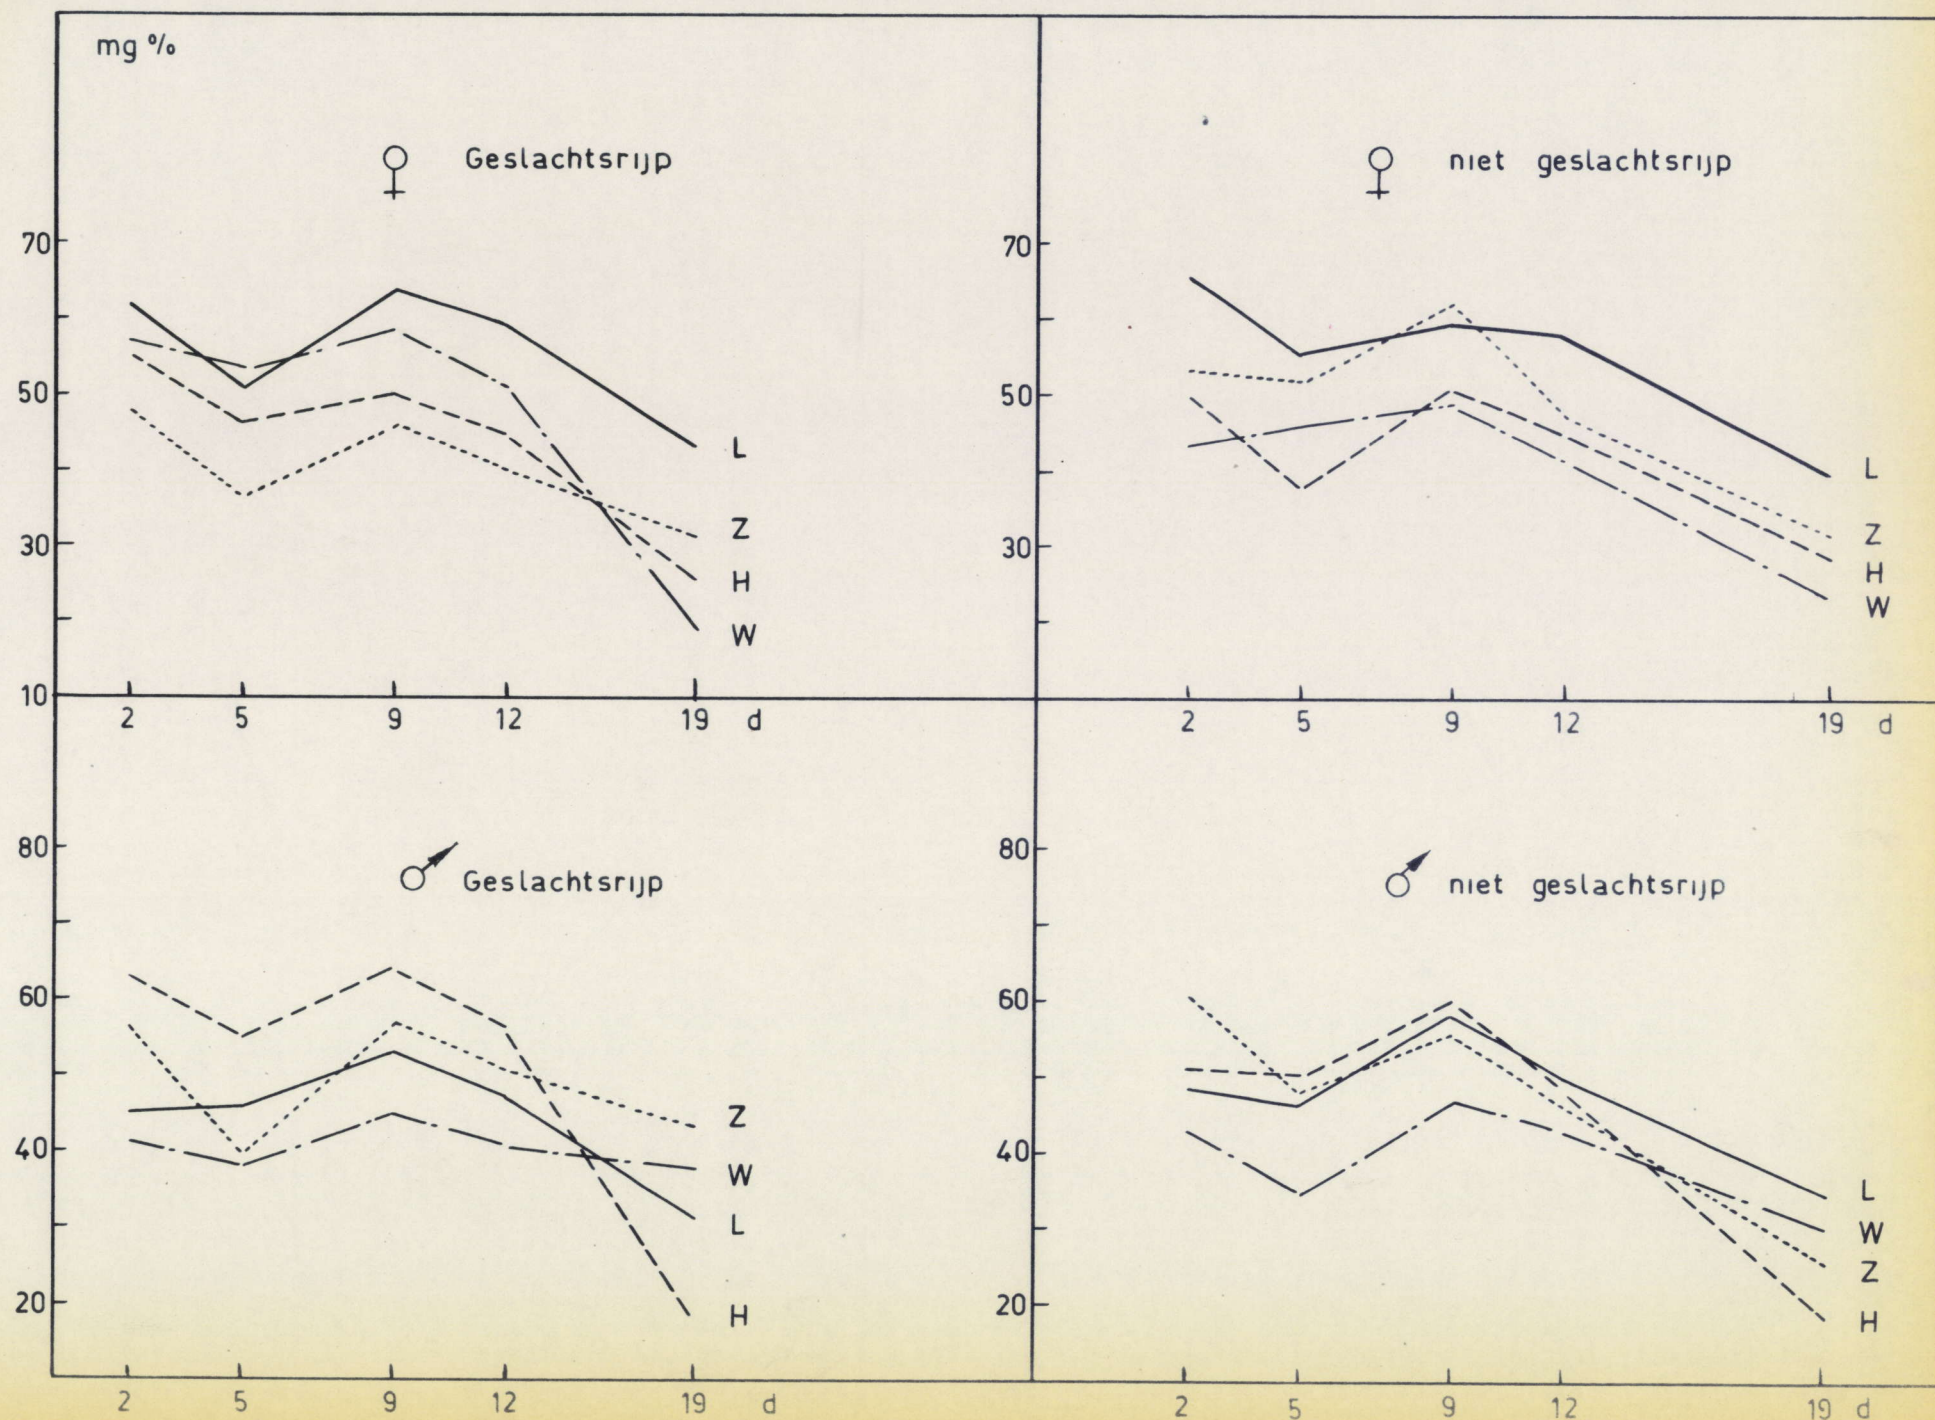 mg %
♀ Geslachtsrijp
70
50
30
10
L
Z
H
W
2 5 9 12 19 d
♀ niet geslachtsrijp
70
50
30
L
Z
H
W
2 5 9 12 19 d
♂ Geslachtsrijp
80
60
40
20
Z
W
L
H
2 5 9 12 19 d
♂ niet geslachtsrijp
80
60
40
20
L
W
Z
H
2 5 9 12 19 d